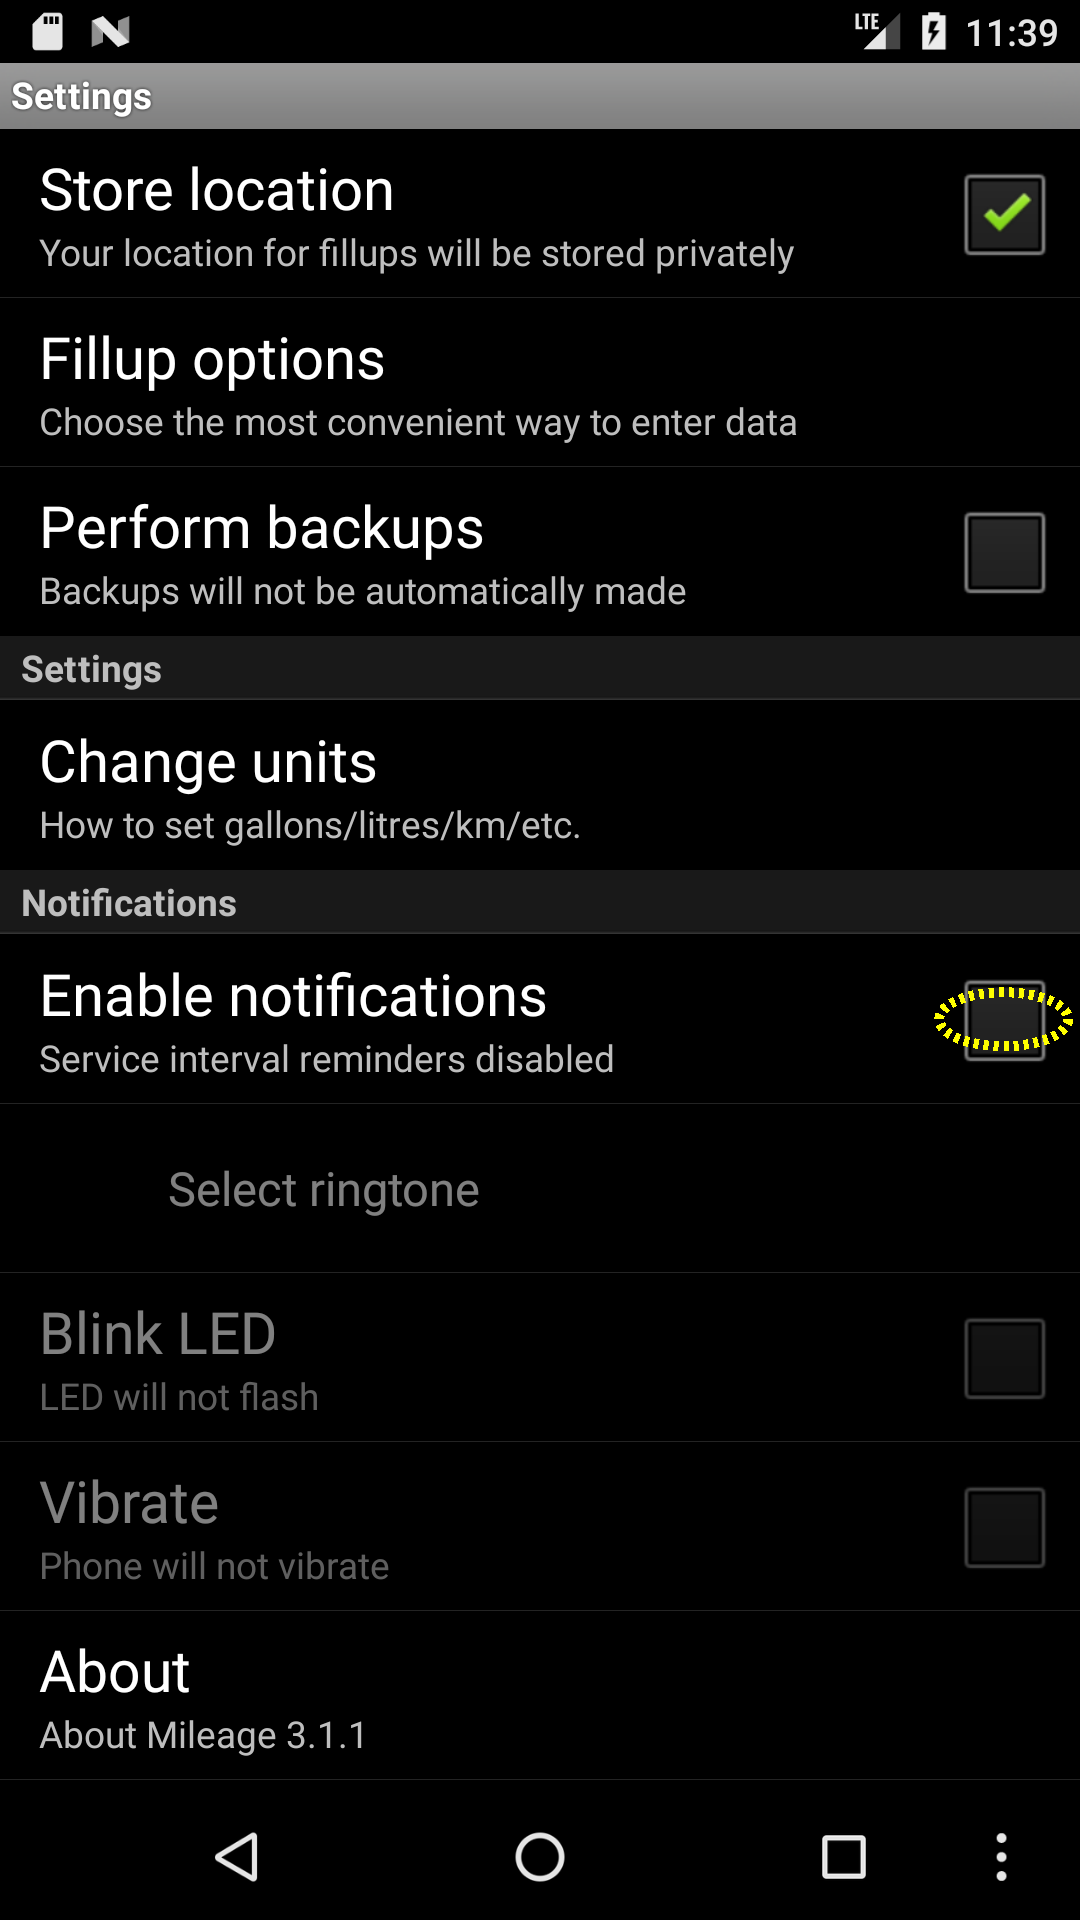 LTE 11:39
Settings
Store location
Your location for fillups will be stored privately
Fillup options
Choose the most convenient way to enter data
Perform backups
Backups will not be automatically made
Settings
Change units
How to set gallons/litres/km/etc.
Notifications
Enable notifications
Service interval reminders disabled
Select ringtone
Blink LED
LED will not flash
Vibrate
Phone will not vibrate
About
About Mileage 3.1.1